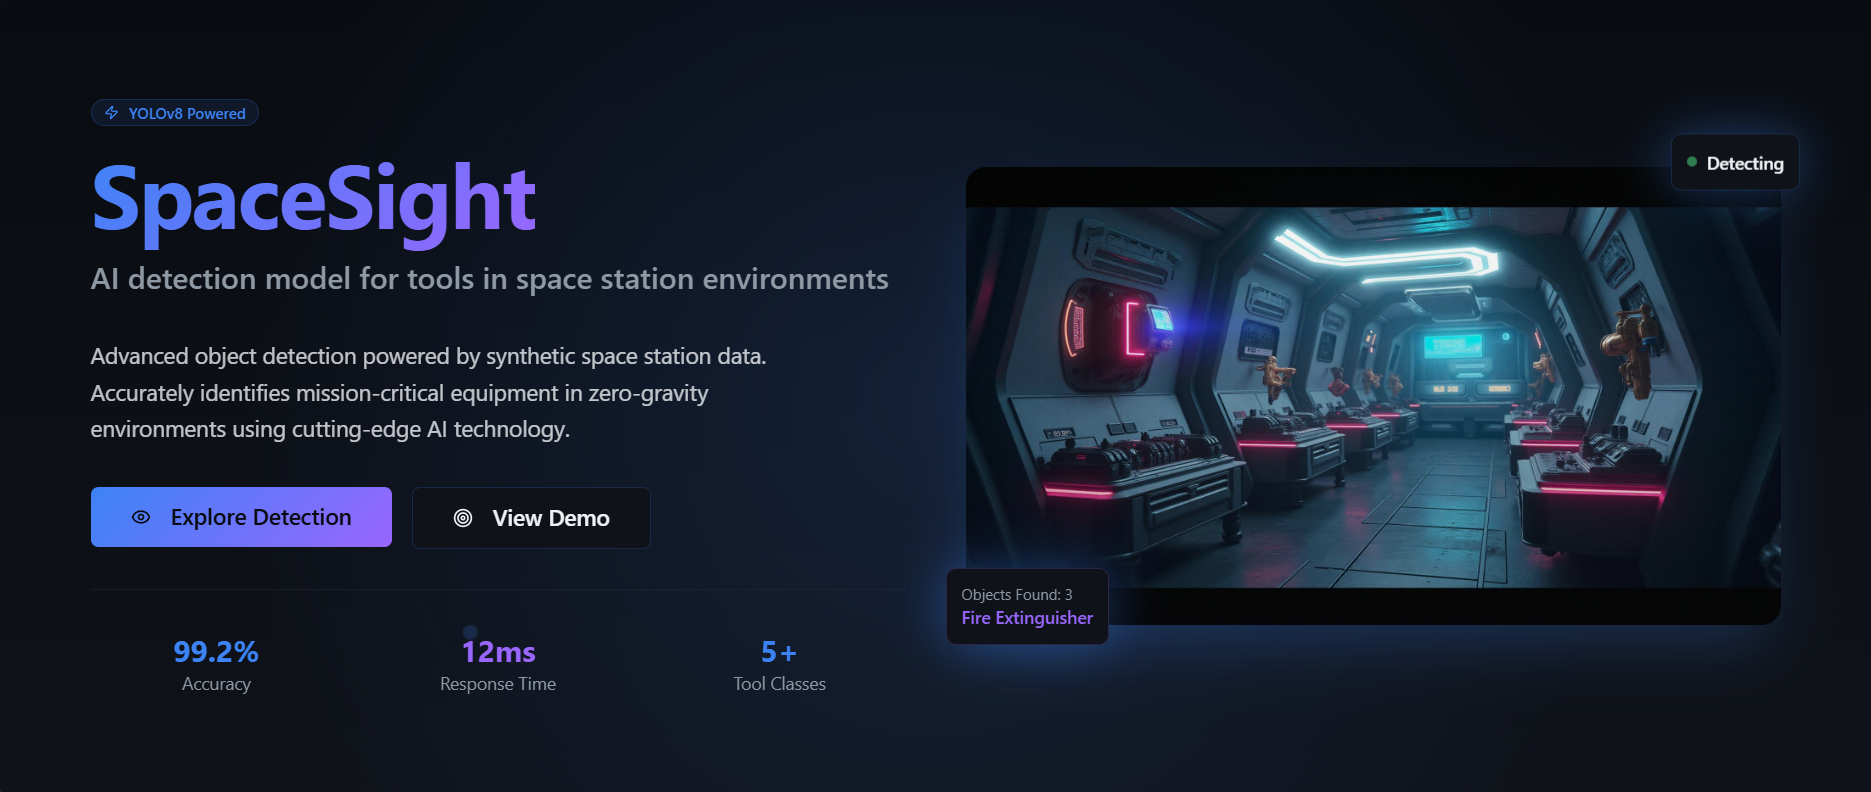 YOLOv8 Powered
SpaceSight
AI detection model for tools in space station environments
Advanced object detection powered by synthetic space station data.
Accurately identifies mission-critical equipment in zero-gravity
environments using cutting-edge AI technology.
Explore Detection
View Demo
99.2%
Accuracy
12ms
Response Time
5+
Tool Classes
Detecting
Objects Found: 3
Fire Extinguisher